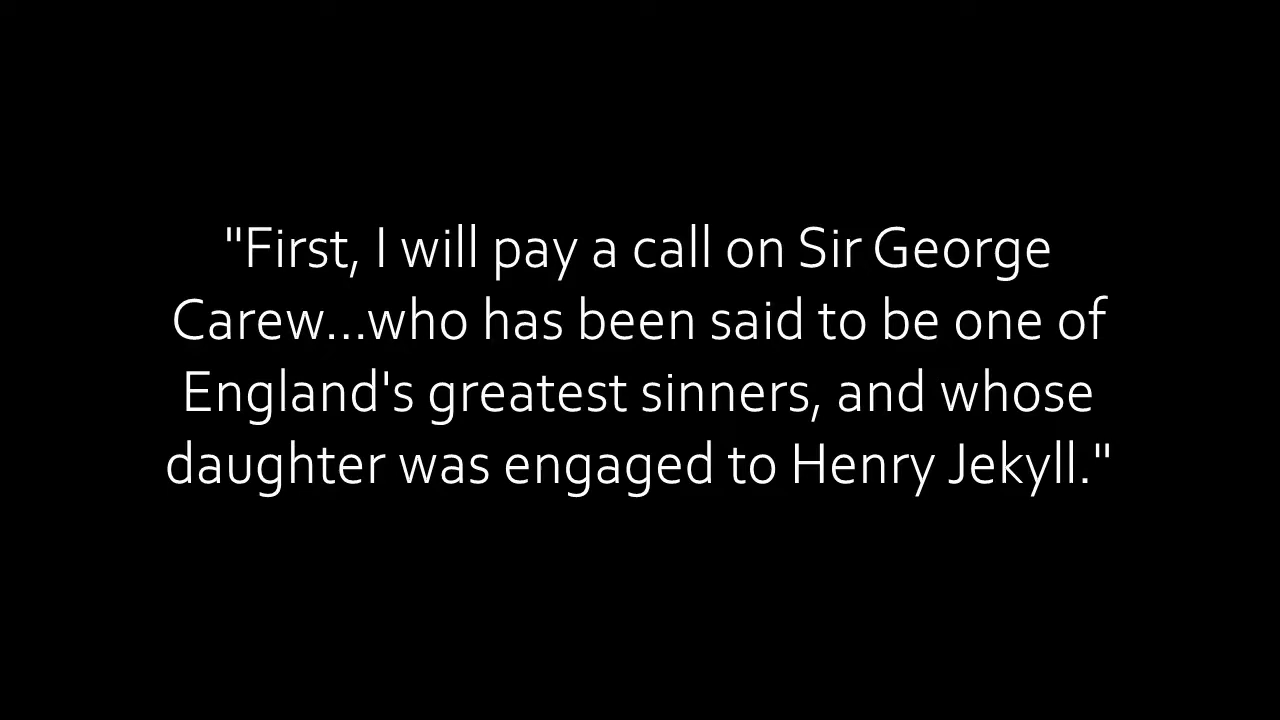 "First, I will pay a call on Sir George
Carew...who has been said to be one of
England's greatest sinners, and whose
daughter was engaged to Henry Jekyll."